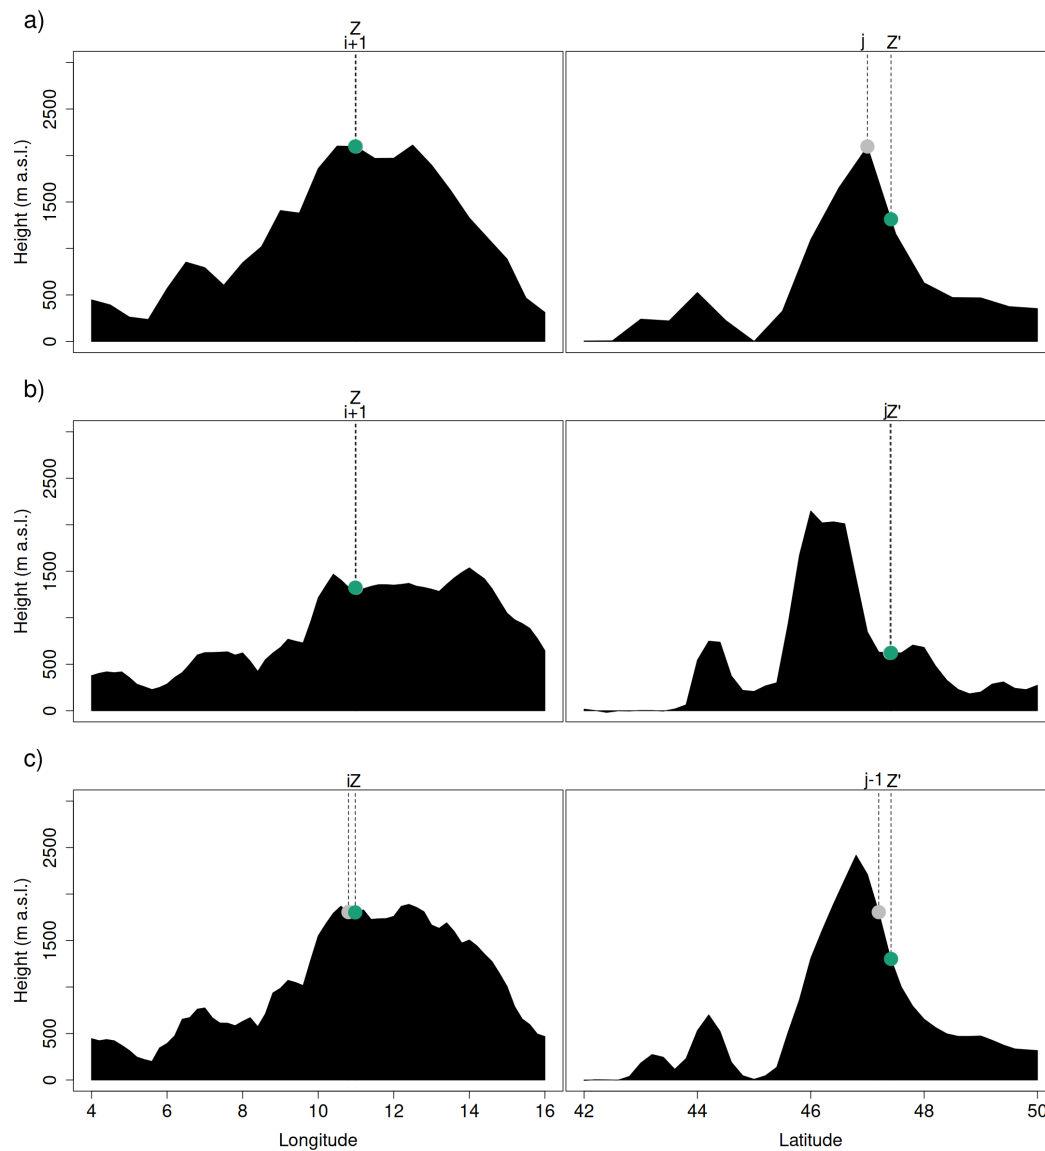 a)
Z
i+1
j Z'
Height (m a.s.l.)
0 500 1500 2500
b)
Z
i+1
jZ'
Height (m a.s.l.)
0 500 1500 2500
c)
iZ
j-1 Z'
Height (m a.s.l.)
0 500 1500 2500
4 6 8 10 12 14 16
42 44 46 48 50
Longitude
Latitude